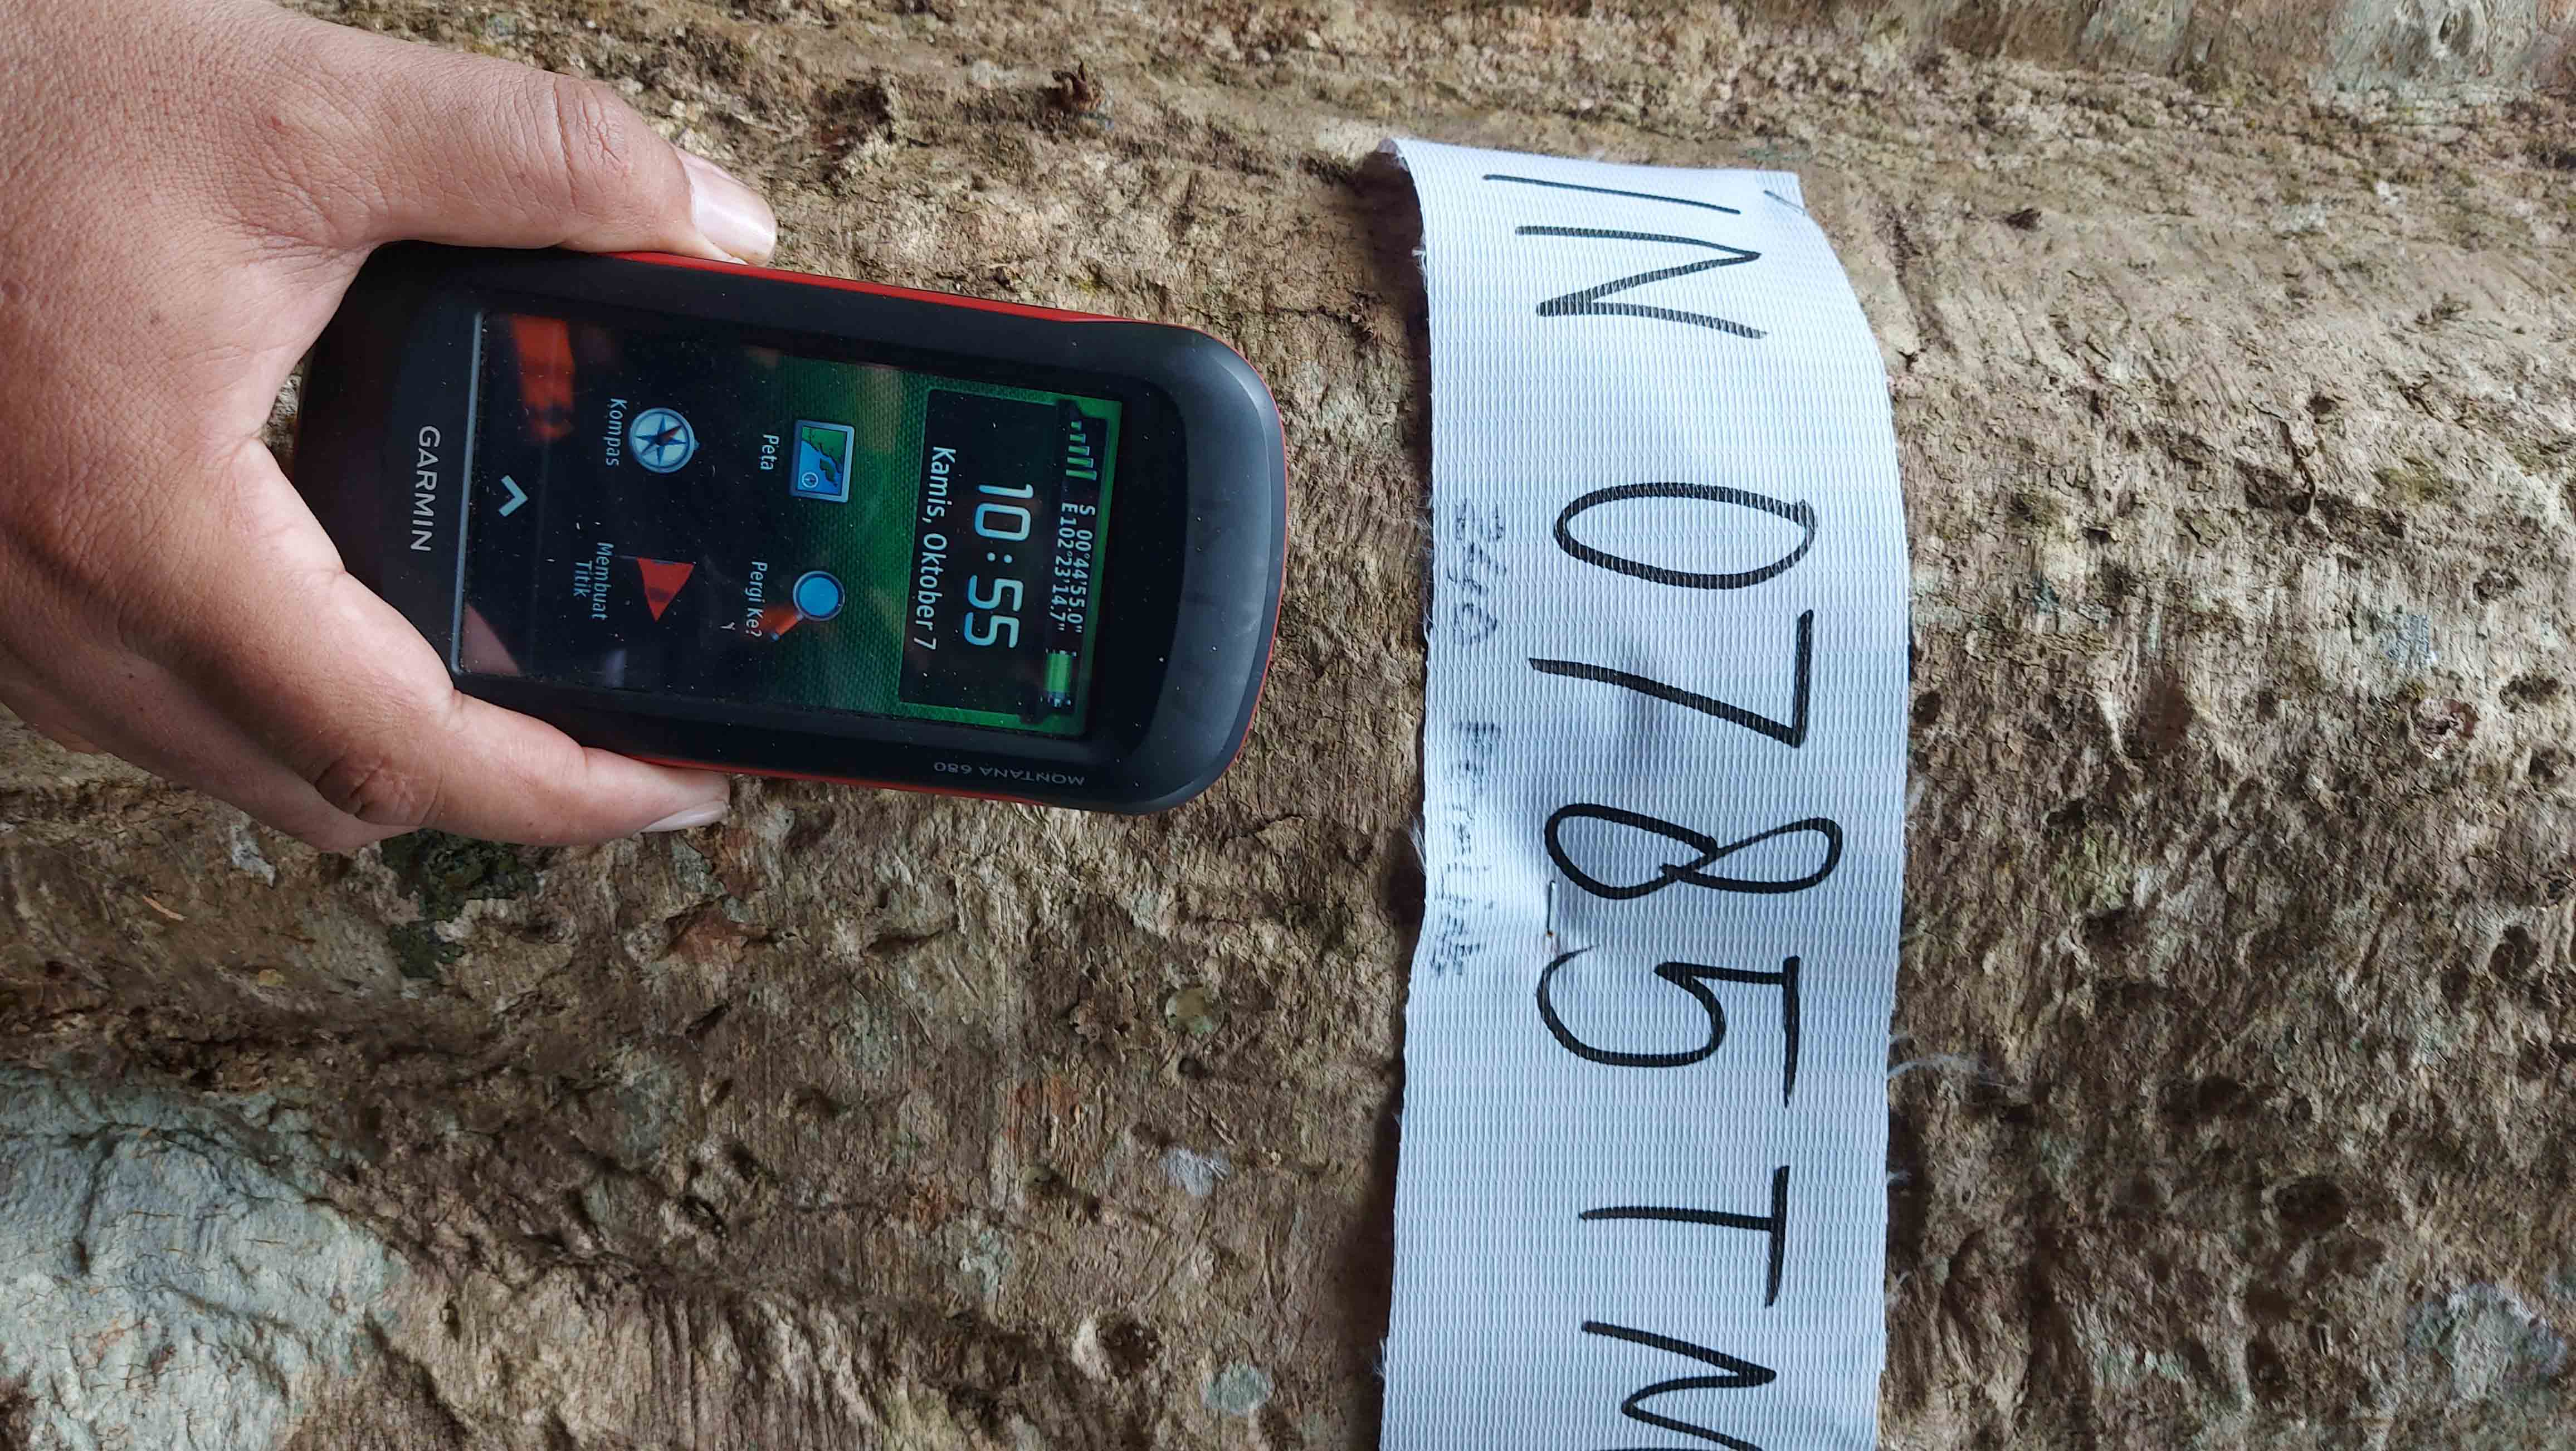 S 00°44'55.0"
E102°23'14.7"
10:55
Kamis, Oktober 7
Peta
Pergi Ke?
Kompas
Membuat
Titik
GARMIN
MONTANA 680
IN 0785TM